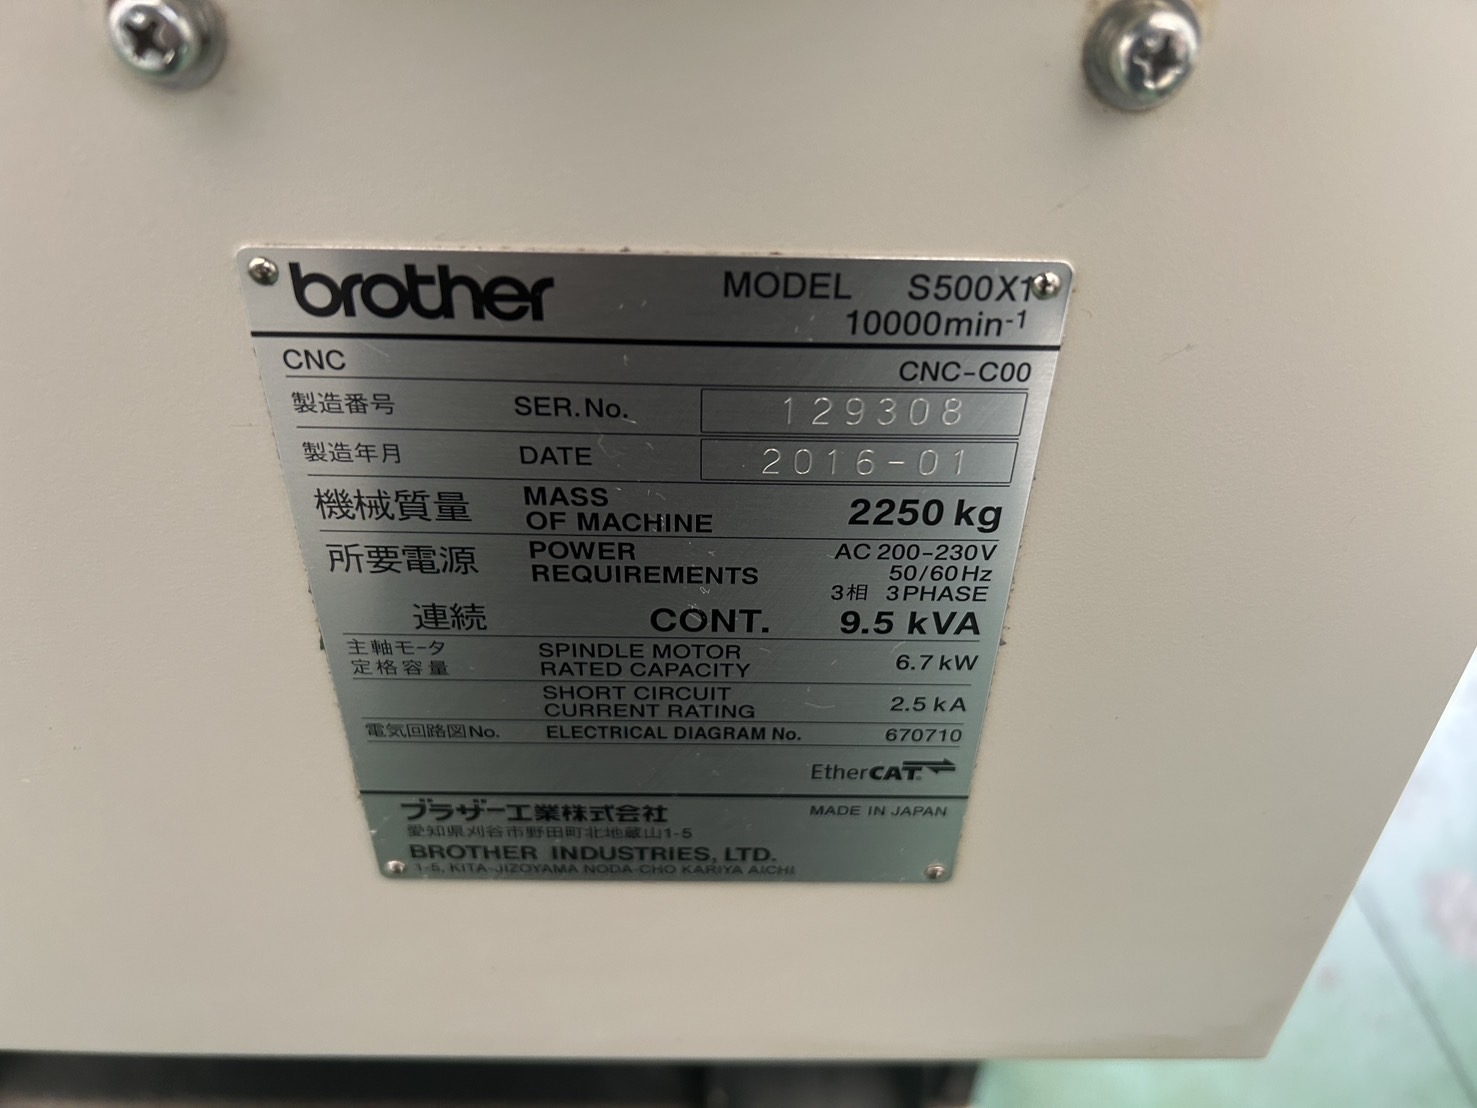 brother MODEL S500X1
10000min-1
CNC CNC-C00
製造番号 SER.No. 129308
製造年月 DATE 2016-01
機械質量 MASS OF MACHINE 2250 kg
所要電源 POWER REQUIREMENTS AC 200-230V
50/60Hz
3相 3PHASE
連続 CONT. 9.5 kVA
主軸モータ 定格容量 SPINDLE MOTOR RATED CAPACITY 6.7 kW
SHORT CIRCUIT CURRENT RATING 2.5 kA
電気回路図No. ELECTRICAL DIAGRAM No. 670710
EtherCAT®
ブラザー工業株式会社 MADE IN JAPAN
愛知県刈谷市野田町北地蔵山1-5
BROTHER INDUSTRIES, LTD.
1-5, KITA-JIZOYAMA NODA-CHO KARIYA AICHI